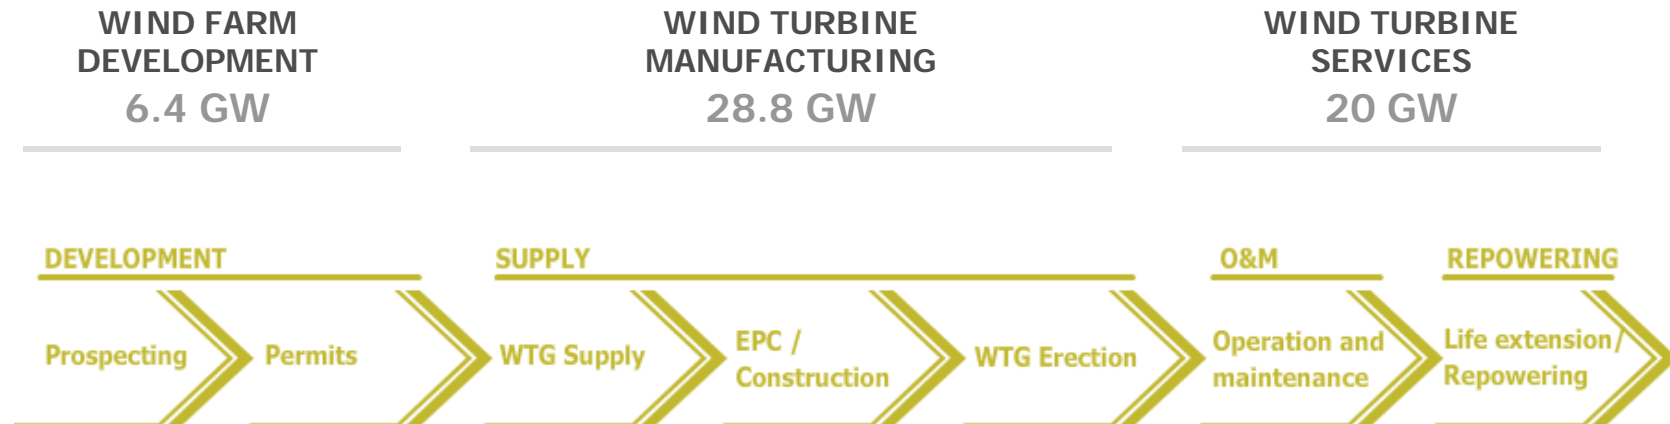 WIND FARM
DEVELOPMENT
6.4 GW
WIND TURBINE
MANUFACTURING
28.8 GW
WIND TURBINE
SERVICES
20 GW
DEVELOPMENT
SUPPLY
O&M
REPOWERING
Prospecting
Permits
WTG Supply
EPC /
Construction
WTG Erection
Operation and
maintenance
Life extension/
Repowering